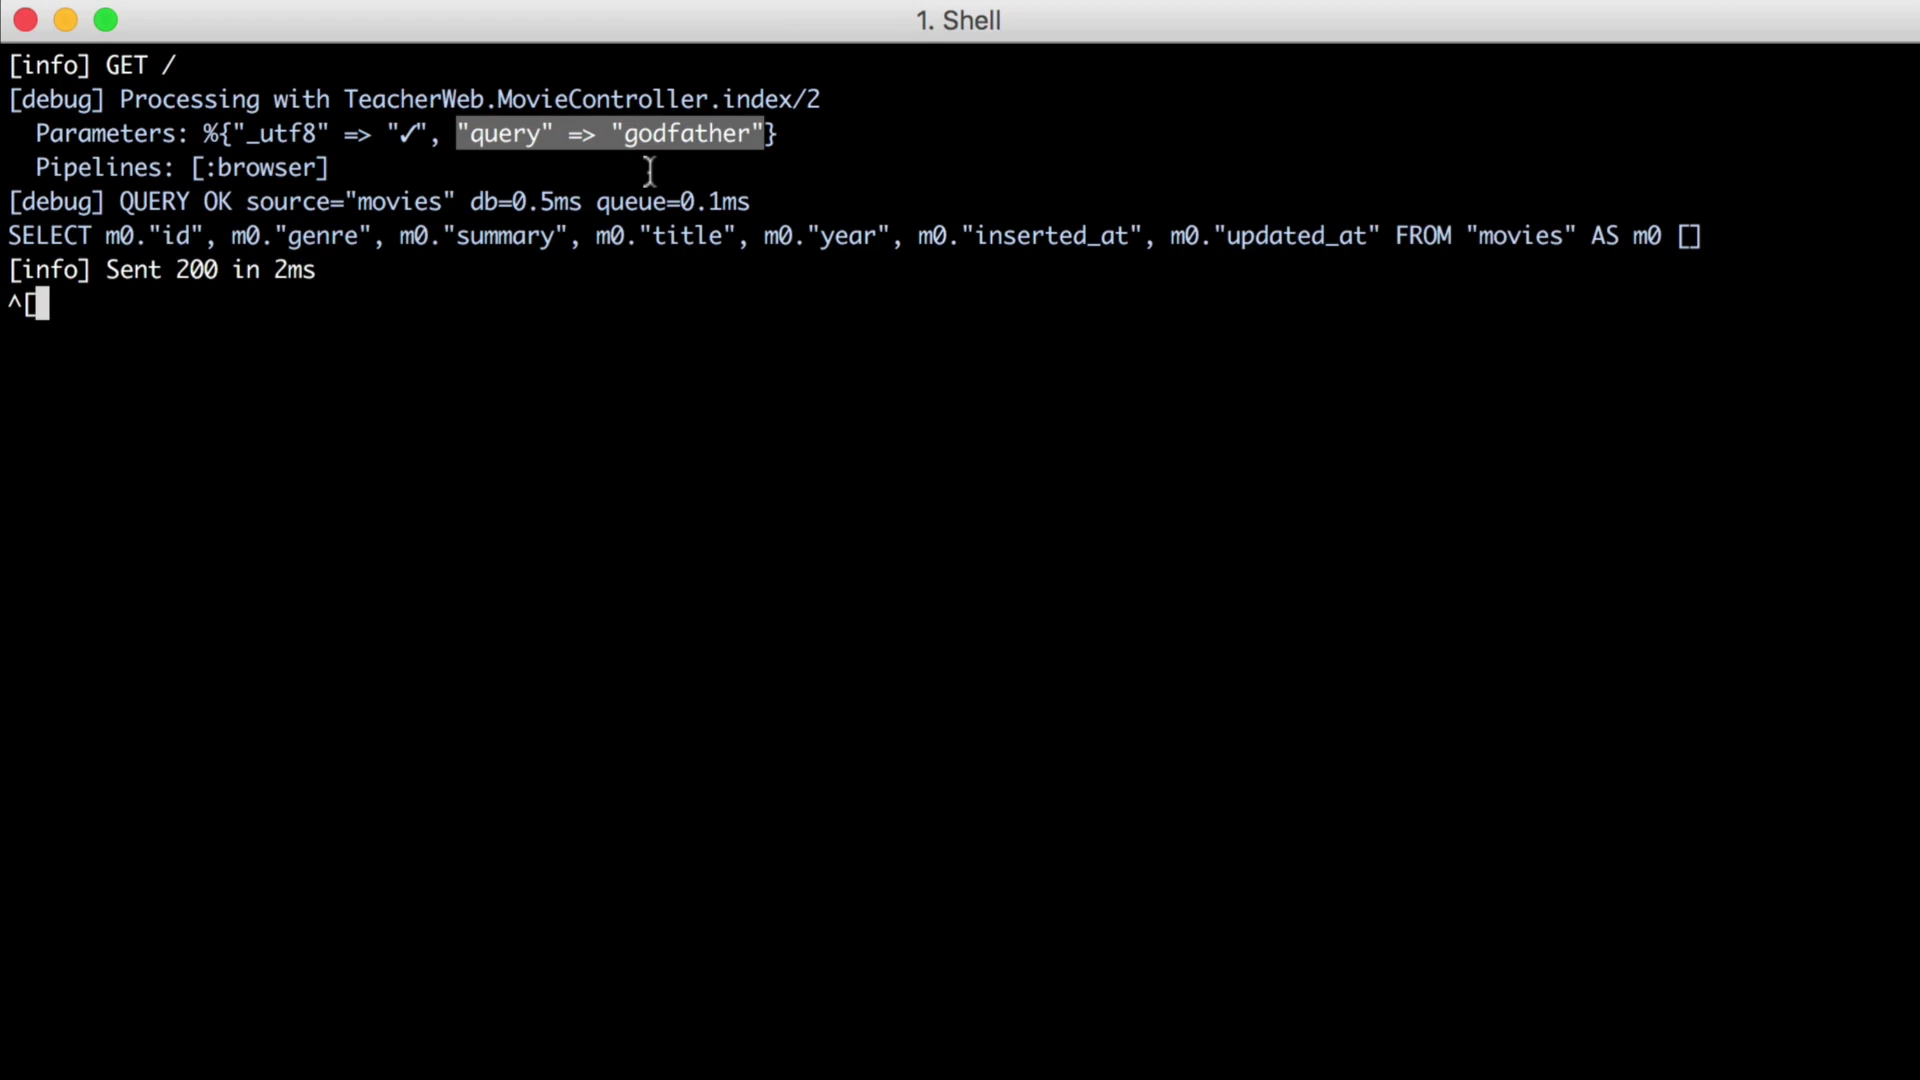 1. Shell
[info] GET /
[debug] Processing with TeacherWeb.MovieController.index/2
  Parameters: %{"_utf8" => "✓", "query" => "godfather"}
  Pipelines: [:browser]
[debug] QUERY OK source="movies" db=0.5ms queue=0.1ms
SELECT m0."id", m0."genre", m0."summary", m0."title", m0."year", m0."inserted_at", m0."updated_at" FROM "movies" AS m0 []
[info] Sent 200 in 2ms
^[